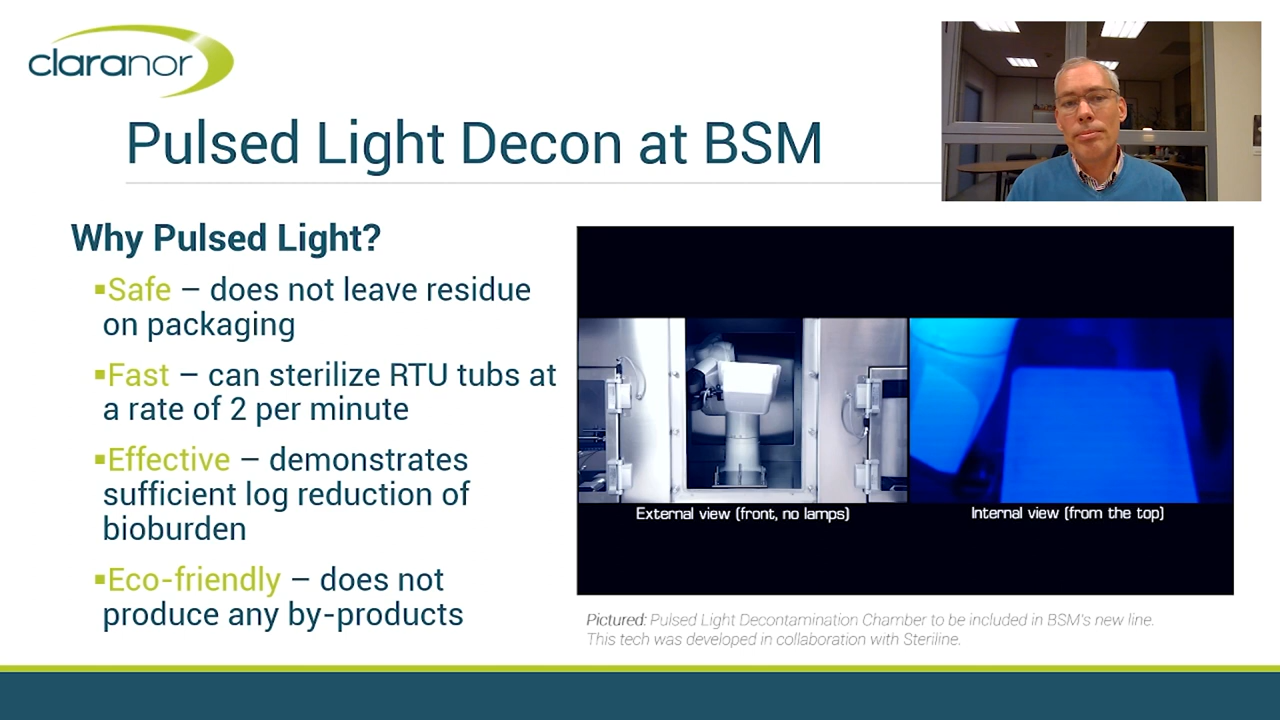 claranor
Pulsed Light Decon at BSM
Why Pulsed Light?
▪Safe – does not leave residue
on packaging
▪Fast – can sterilize RTU tubs at
a rate of 2 per minute
▪Effective – demonstrates
sufficient log reduction of
bioburden
▪Eco-friendly – does not
produce any by-products
External view (front, no lamps)
Internal view (from the top)
Pictured: Pulsed Light Decontamination Chamber to be included in BSM's new line.
This tech was developed in collaboration with Steriline.